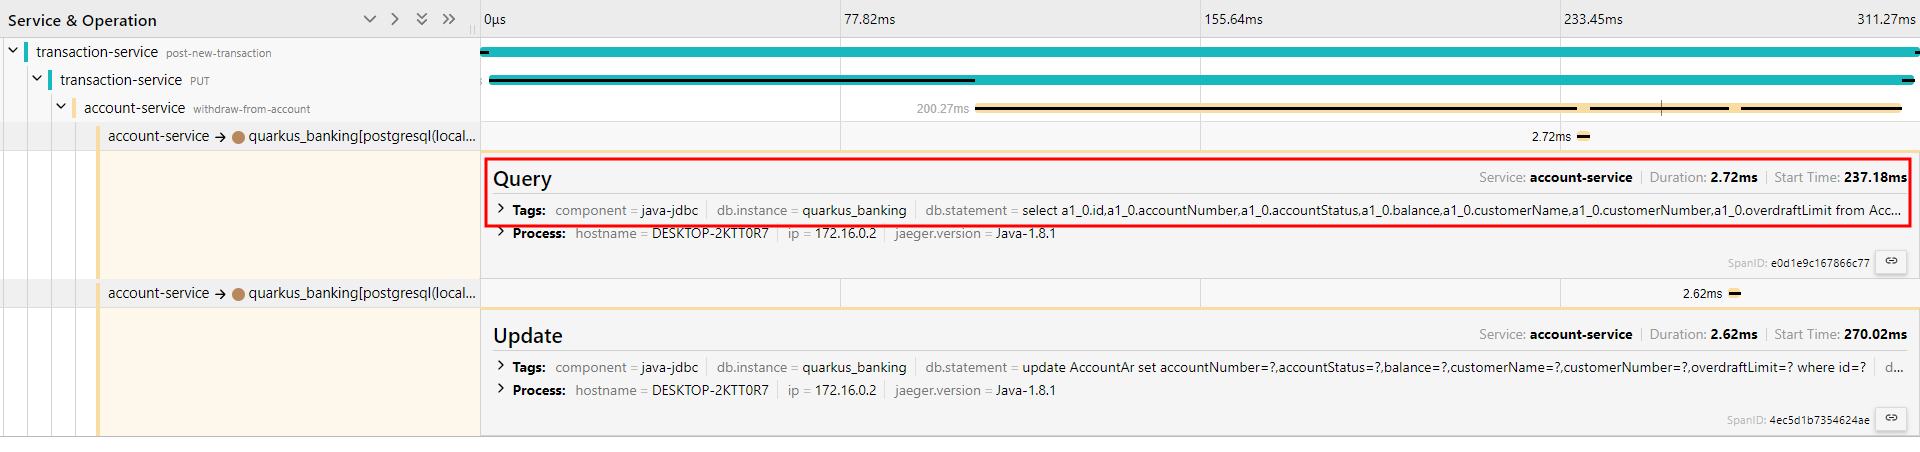 Service & Operation 0μs 77.82ms 155.64ms 233.45ms 311.27ms
transaction-service post-new-transaction
transaction-service PUT
account-service withdraw-from-account 200.27ms
account-service → quarkus_banking[postgresql(local... 2.72ms
Query Service: account-service Duration: 2.72ms Start Time: 237.18ms
Tags: component = java-jdbc db.instance = quarkus_banking db.statement = select a1_0.id,a1_0.accountNumber,a1_0.accountStatus,a1_0.balance,a1_0.customerName,a1_0.customerNumber,a1_0.overdraftLimit from Acc...
Process: hostname = DESKTOP-2KTT0R7 ip = 172.16.0.2 jaeger.version = Java-1.8.1
SpanID: e0d1e9c167866c77
account-service → quarkus_banking[postgresql(local... 2.62ms
Update Service: account-service Duration: 2.62ms Start Time: 270.02ms
Tags: component = java-jdbc db.instance = quarkus_banking db.statement = update AccountAr set accountNumber=?,accountStatus=?,balance=?,customerName=?,customerNumber=?,overdraftLimit=? where id=? d...
Process: hostname = DESKTOP-2KTT0R7 ip = 172.16.0.2 jaeger.version = Java-1.8.1
SpanID: 4ec5d1b7354624ae